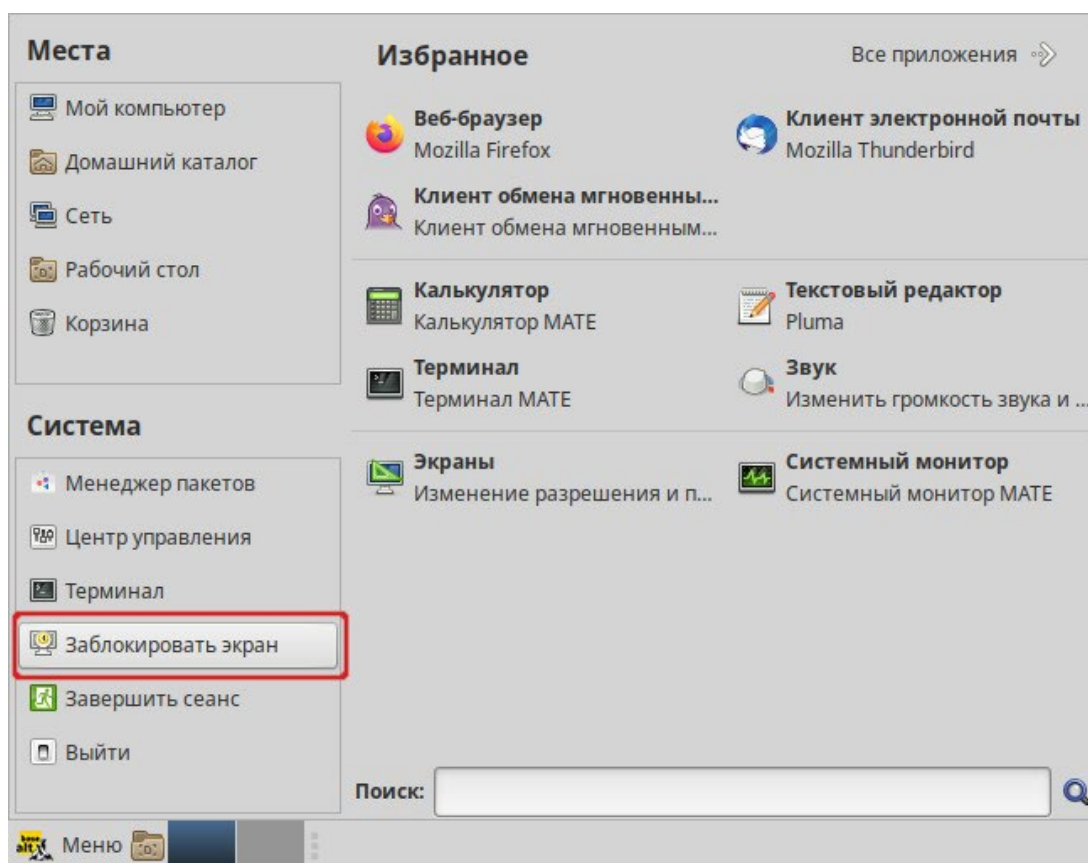 Места
Мой компьютер
Домашний каталог
Сеть
Рабочий стол
Корзина
Система
Менеджер пакетов
Центр управления
Терминал
Заблокировать экран
Завершить сеанс
Выйти
Избранное
Все приложения
Веб-браузер
Mozilla Firefox
Клиент электронной почты
Mozilla Thunderbird
Клиент обмена мгновенны...
Клиент обмена мгновенным...
Калькулятор
Калькулятор MATE
Текстовый редактор
Pluma
Терминал
Терминал MATE
Звук
Изменить громкость звука и ...
Экраны
Изменение разрешения и п...
Системный монитор
Системный монитор MATE
Поиск:
base
alt
Меню